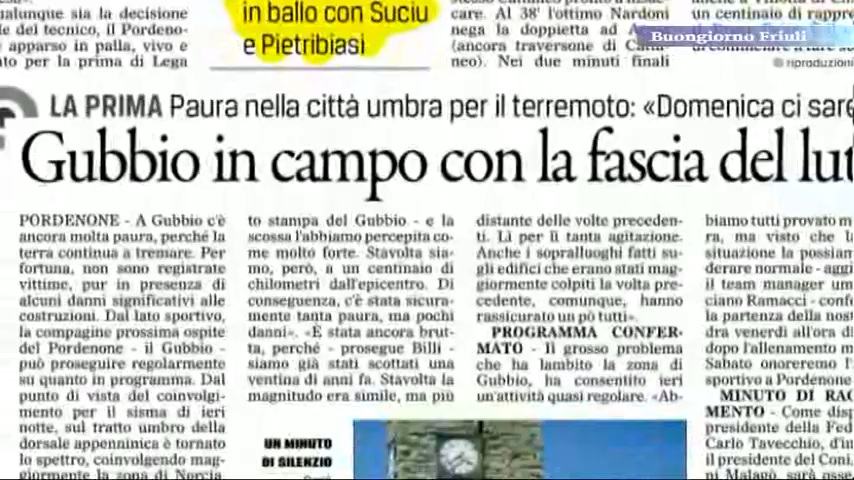 alunque sia la decisione
le del tecnico, il Pordeno-
apparso in palla, vivo e
to per la prima di Lega
in ballo con Suciu
e Pietribiasi
care. Al 38' l'ottimo Nardoni
nega la doppietta ad
(ancora traversone di
neo). Nei due minuti finali
un centinaio di
Buongiorno Friuli
riproduzion
LA PRIMA Paura nella città umbra per il terremoto: «Domenica ci sar
Gubbio in campo con la fascia del lut
PORDENONE - A Gubbio c'è
ancora molta paura, perché la
terra continua a tremare. Per
fortuna, non sono registrate
vittime, pur in presenza di
alcuni danni significativi alle
costruzioni. Dal lato sportivo,
la compagine prossima ospite
del Pordenone - il Gubbio -
può proseguire regolarmente
su quanto in programma. Dal
punto di vista del coinvolgi-
mento per il sisma di ieri
notte, sul tratto umbro della
dorsale appenninica è tornato
lo spettro, coinvolgendo mag-
giormente la zona di Norcia,
to stampa del Gubbio - e la
scossa l'abbiamo percepita co-
me molto forte. Stavolta sia-
mo, però, a un centinaio di
chilometri dall'epicentro. Di
conseguenza, c'è stata sicura-
mente tanta paura, ma pochi
danni». «È stata ancora brut-
ta, perché - prosegue Billi -
siamo già stati scottati una
ventina di anni fa. Stavolta la
magnitudo era simile, ma più
UN MINUTO
DI SILENZIO
distante delle volte preceden-
ti. Lì per lì tanta agitazione.
Anche i sopralluoghi fatti su-
gli edifici che erano stati mag-
giormente colpiti la volta pre-
cedente, comunque, hanno
rassicurato un pò tutti».
PROGRAMMA CONFER-
MATO - Il grosso problema
che ha lambito la zona di
Gubbio, ha consentito ieri
un'attività quasi regolare. «Ab-
biamo tutti provato m
ra, ma visto che l
situazione la possiam
derare normale - aggi
il team manager um
ciano Ramacci - conf
la partenza della nost
dra venerdì all'ora di
dopo l'allenamento m
Sabato onoreremo l
sportivo a Pordenone
MINUTO DI RAC
MENTO - Come disp
presidente della Fed
Carlo Tavecchio, d'in
il presidente del Coni,
ni Malagò, sarà osse